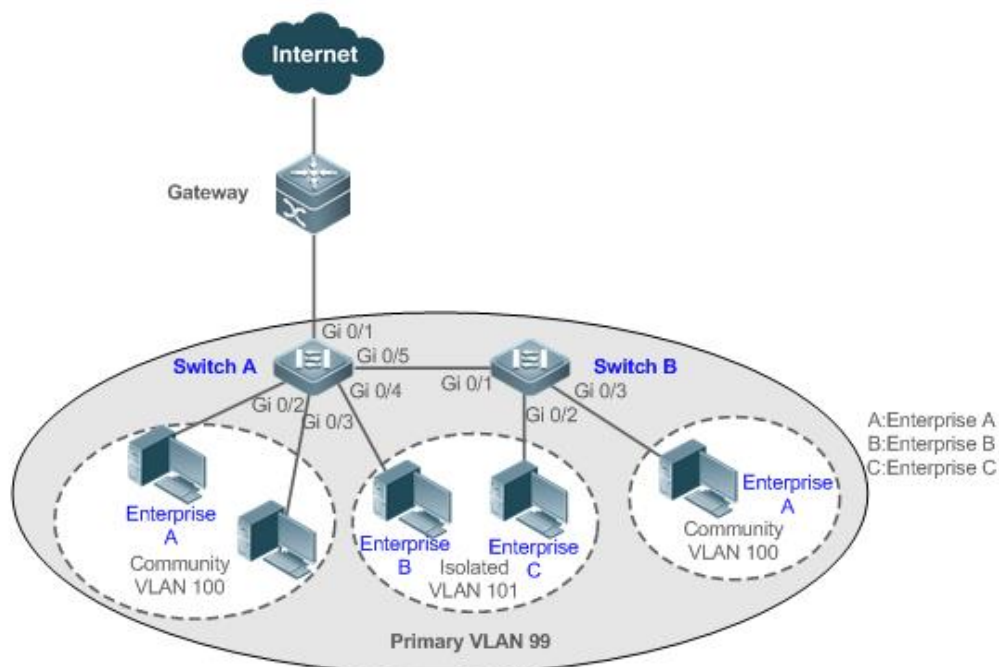 Internet
Gateway
Gi 0/1
Switch A
Gi 0/5
Switch B
Gi 0/1
Gi 0/3
Gi 0/4
Gi 0/2
Gi 0/3
Gi 0/2
A:Enterprise A
B:Enterprise B
C:Enterprise C
Enterprise
A
Community
VLAN 100
Enterprise
B
Isolated
VLAN 101
Enterprise
C
Enterprise
A
Community
VLAN 100
Primary VLAN 99